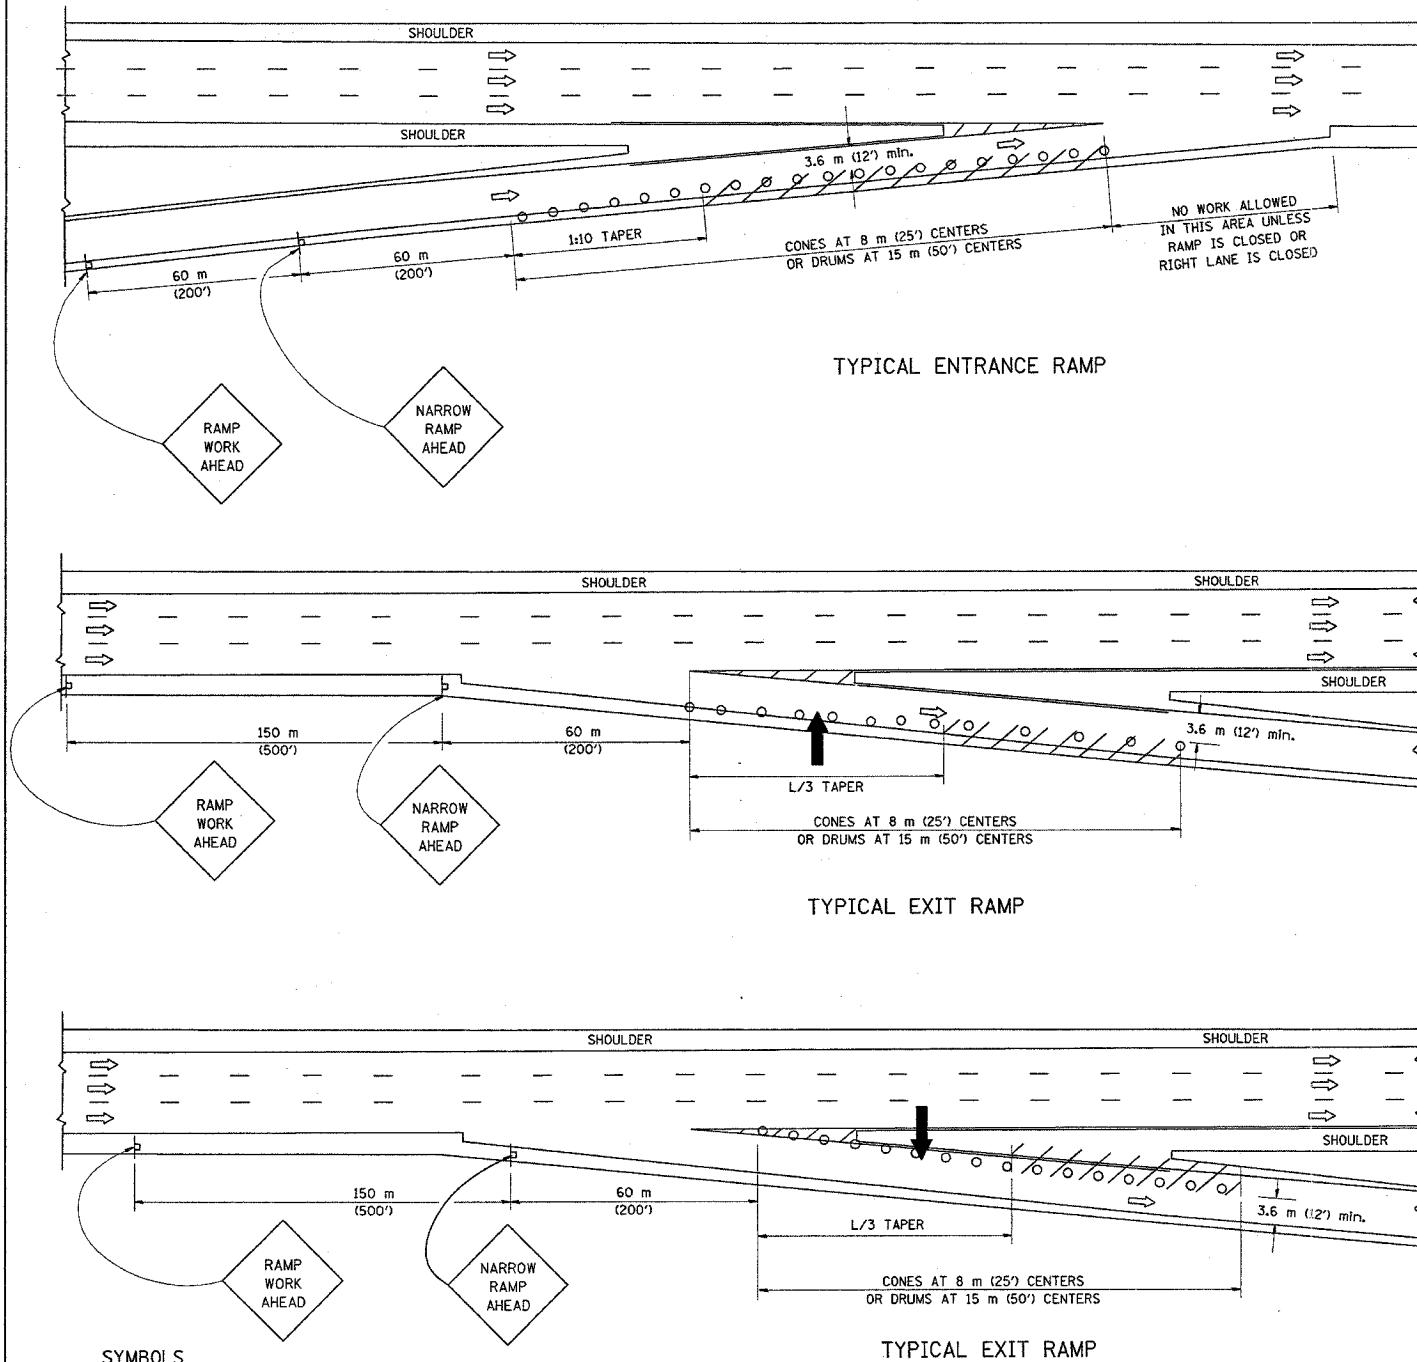 SHOULDER
SHOULDER
3.6 m (12') min.
1:10 TAPER
60 m
(200')
60 m
(200')
CONES AT 8 m (25') CENTERS
OR DRUMS AT 15 m (50') CENTERS
NO WORK ALLOWED
IN THIS AREA UNLESS
RAMP IS CLOSED OR
RIGHT LANE IS CLOSED
TYPICAL ENTRANCE RAMP
RAMP
WORK
AHEAD
NARROW
RAMP
AHEAD
SHOULDER
SHOULDER
SHOULDER
150 m
(500')
60 m
(200')
3.6 m (12') min.
L/3 TAPER
RAMP
WORK
AHEAD
NARROW
RAMP
AHEAD
CONES AT 8 m (25') CENTERS
OR DRUMS AT 15 m (50') CENTERS
TYPICAL EXIT RAMP
SHOULDER
SHOULDER
SHOULDER
150 m
(500')
60 m
(200')
3.6 m (12') min.
L/3 TAPER
RAMP
WORK
AHEAD
NARROW
RAMP
AHEAD
CONES AT 8 m (25') CENTERS
OR DRUMS AT 15 m (50') CENTERS
TYPICAL EXIT RAMP
SYMBOLS